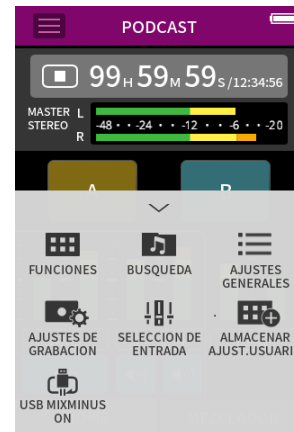 PODCAST
99H59M59S/12:34:56
MASTER L
STEREO -48 · · -24 · · -12 · · -6 · · -20
R
A B
FUNCIONES BUSQUEDA AJUSTES
GENERALES
AJUSTES DE
GRABACION SELECCION DE
ENTRADA ALMACENAR
AJUST.USUARI
USB MIXMINUS
ON